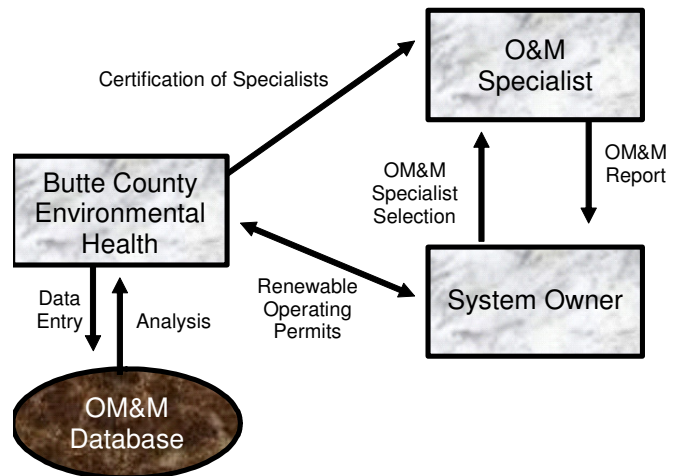 O&M
Specialist
Certification of Specialists
Butte County
Environmental
Health
OM&M
Specialist
Selection
OM&M
Report
Renewable
Operating
Permits
System Owner
Data
Entry
Analysis
OM&M
Database